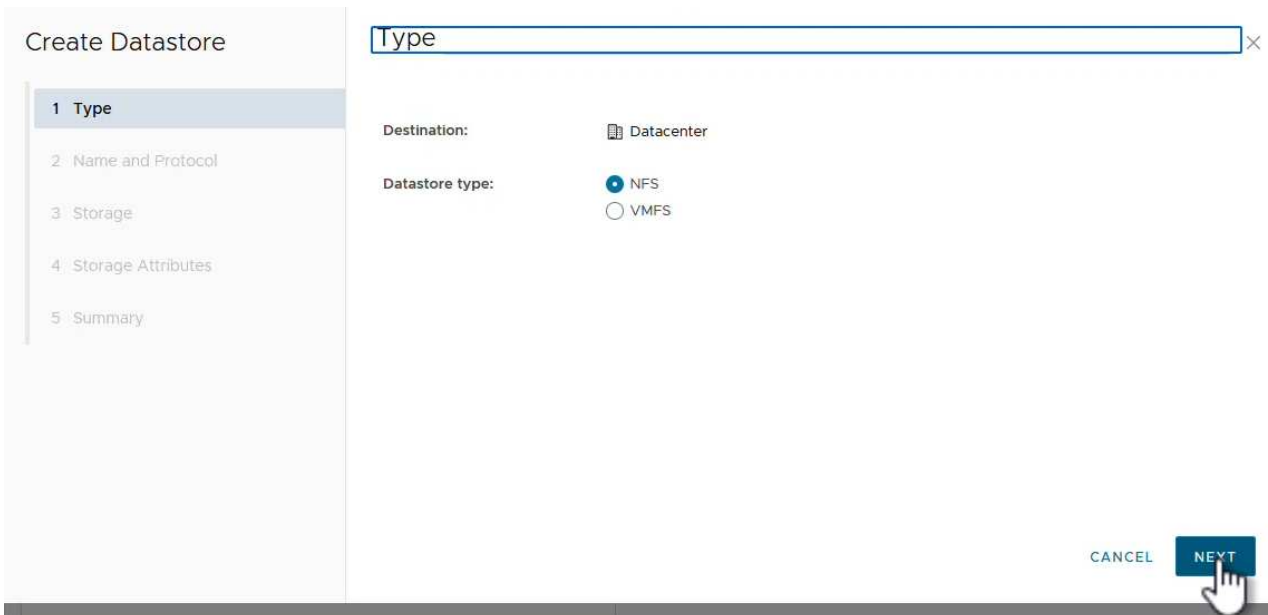 Create Datastore
1 Type
2 Name and Protocol
3 Storage
4 Storage Attributes
5 Summary
Type
Destination: Datacenter
Datastore type: NFS
VMFS
CANCEL NEXT